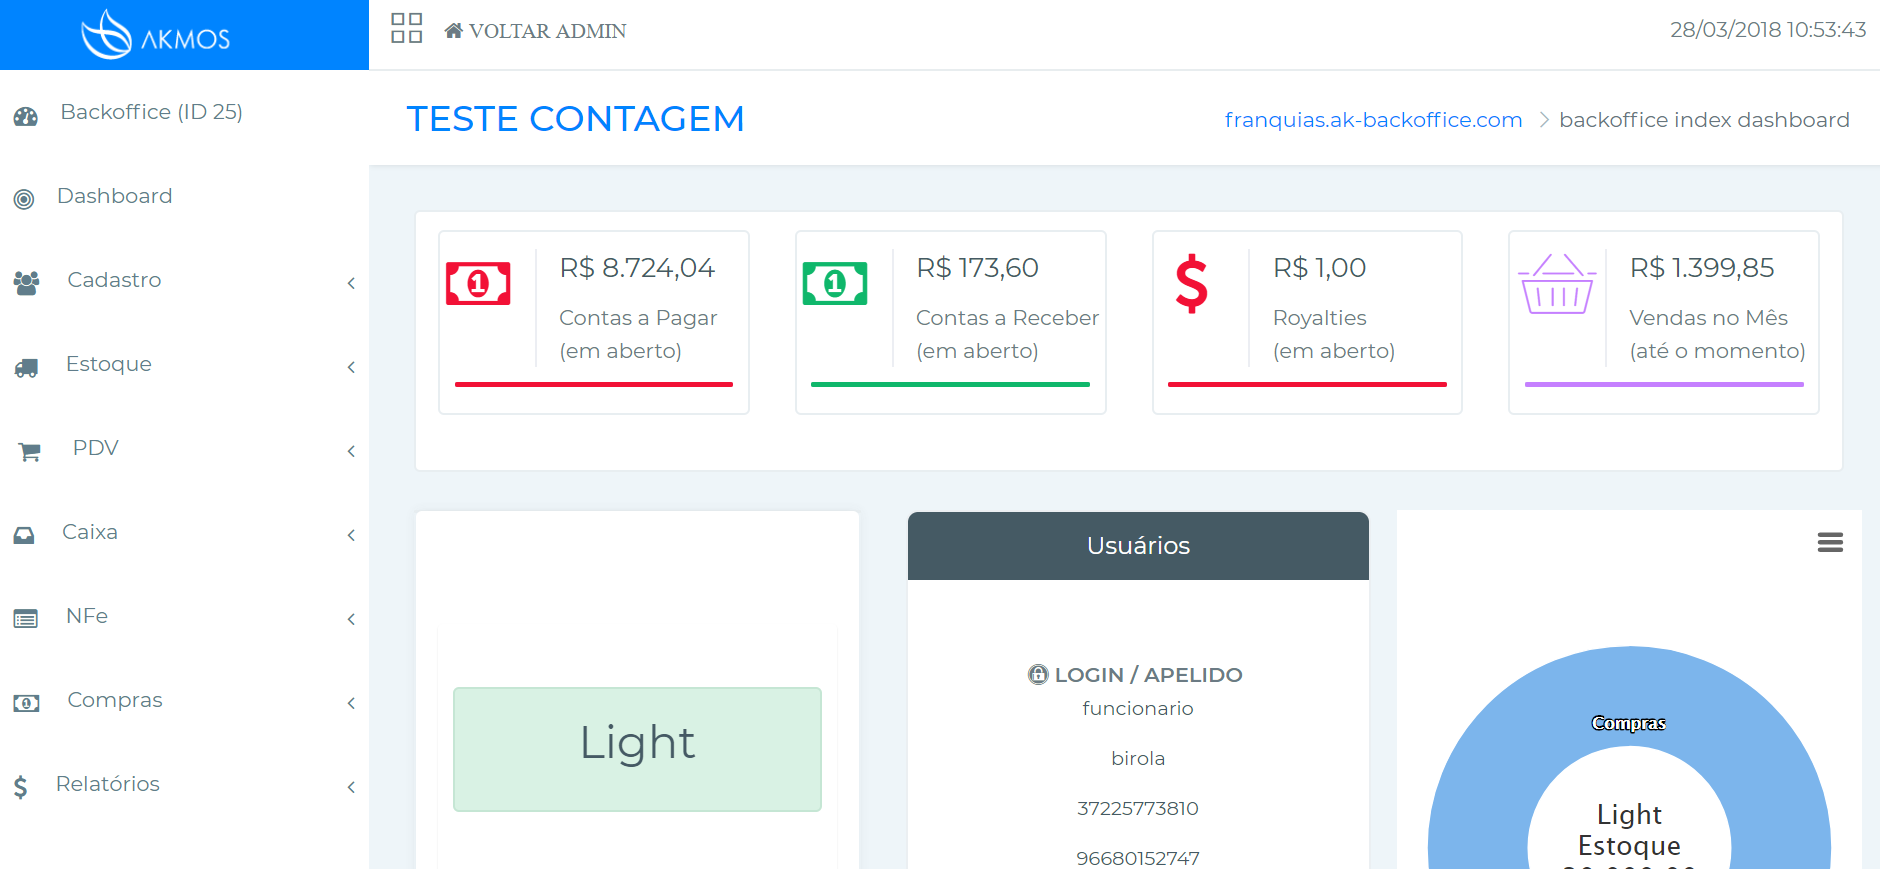 AKMOS
VOLTAR ADMIN
28/03/2018 10:53:43
Backoffice (ID 25)
Dashboard
Cadastro
Estoque
PDV
Caixa
NFe
Compras
Relatórios
TESTE CONTAGEM
franquias.ak-backoffice.com > backoffice index dashboard
R$ 8.724,04
Contas a Pagar
(em aberto)
R$ 173,60
Contas a Receber
(em aberto)
R$ 1,00
Royalties
(em aberto)
R$ 1.399,85
Vendas no Mês
(até o momento)
Light
Usuários
LOGIN / APELIDO
funcionario
birola
37225773810
96680152747
Compras
Light
Estoque